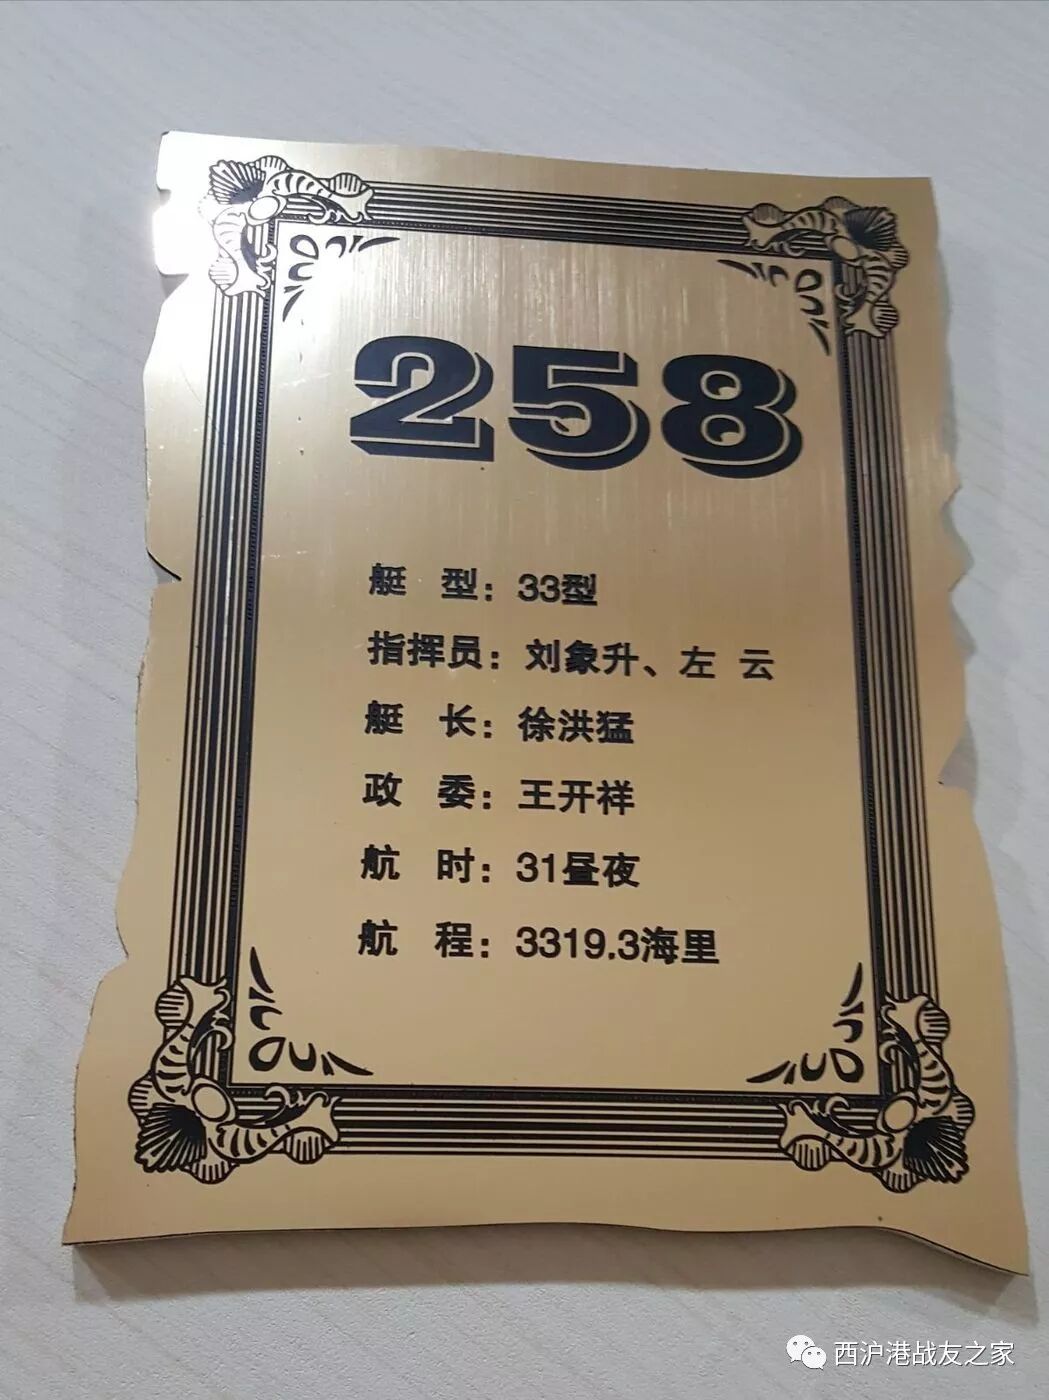 258
艇 型：33型
指挥员：刘象升、左 云
艇 长：徐洪猛
政 委：王开祥
航 时：31昼夜
航 程：3319.3海里
西沪港战友之家